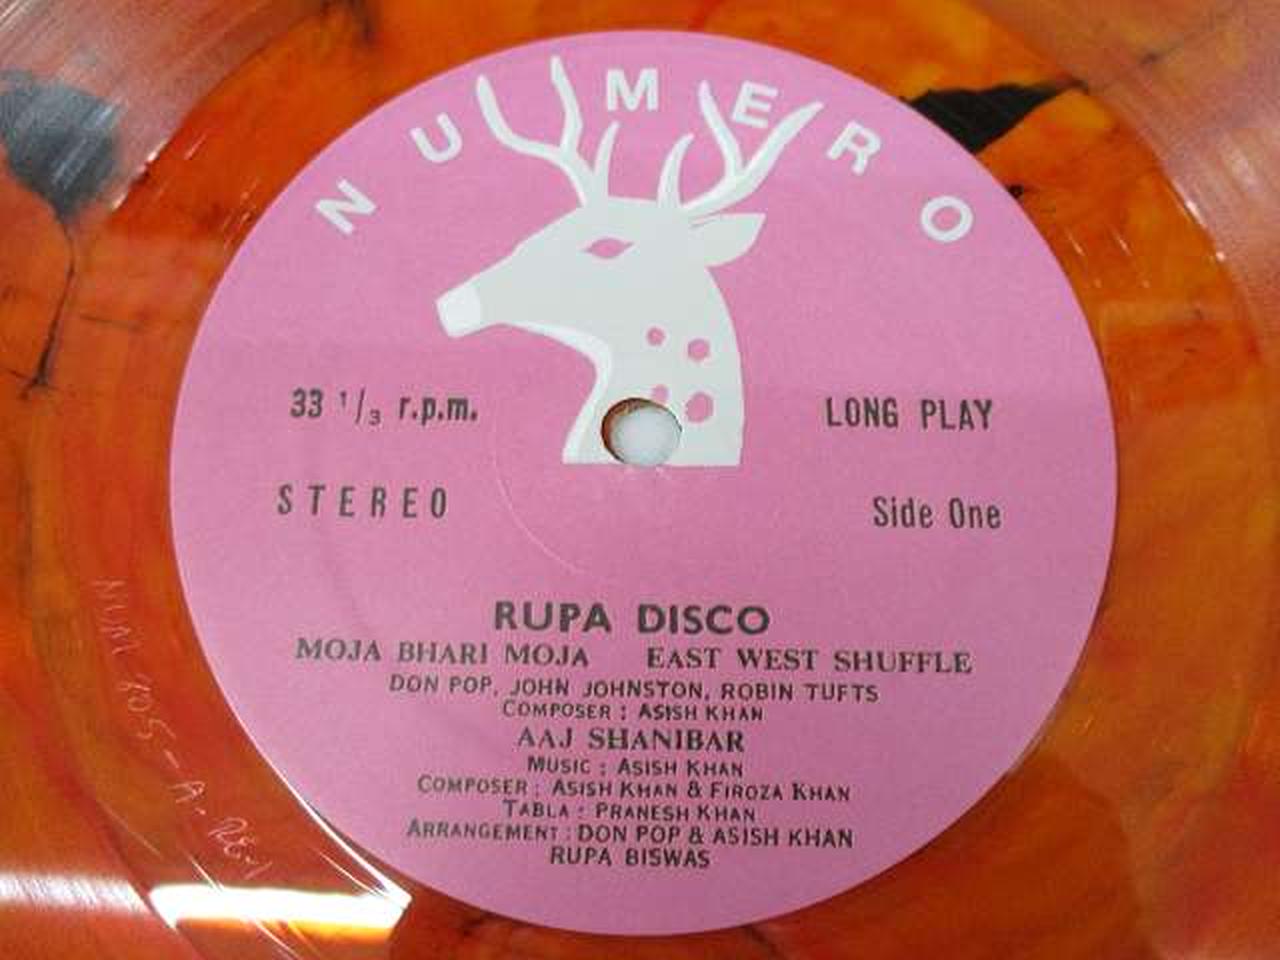 NUMERO
33 1/3 r.p.m.
LONG PLAY
STEREO
Side One
RUPA DISCO
MOJA BHARI MOJA EAST WEST SHUFFLE
DON POP, JOHN JOHNSTON, ROBIN TUFTS
COMPOSER : ASISH KHAN
AAJ SHANIBAR
MUSIC : ASISH KHAN
COMPOSER : ASISH KHAN & FIROZA KHAN
TABLA : PRANESH KHAN
ARRANGEMENT : DON POP & ASISH KHAN
RUPA BISWAS
NUM-805-A-